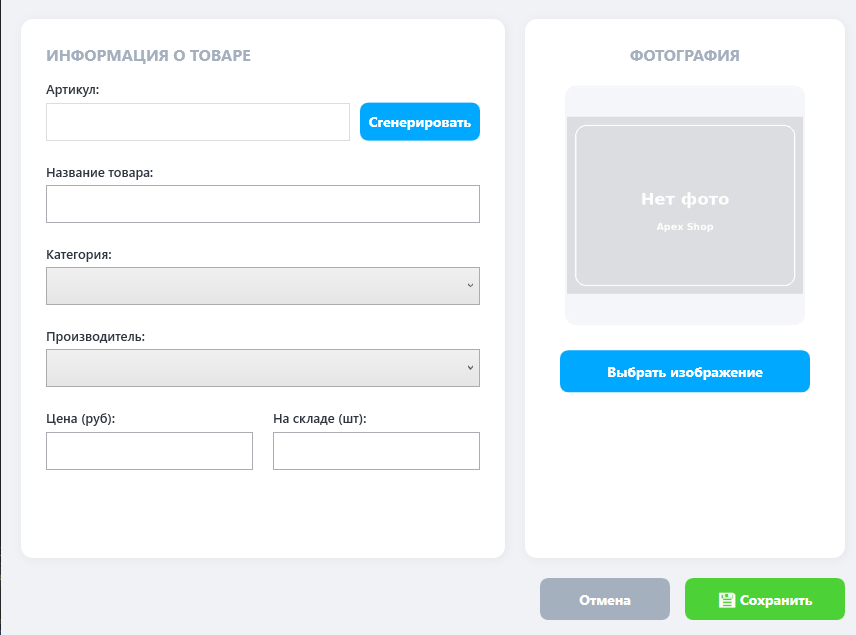 ИНФОРМАЦИЯ О ТОВАРЕ
Артикул:
Сгенерировать
Название товара:
Категория:
Производитель:
Цена (руб):
На складе (шт):
ФОТОГРАФИЯ
Нет фото
Apex Shop
Выбрать изображение
Отмена
Сохранить